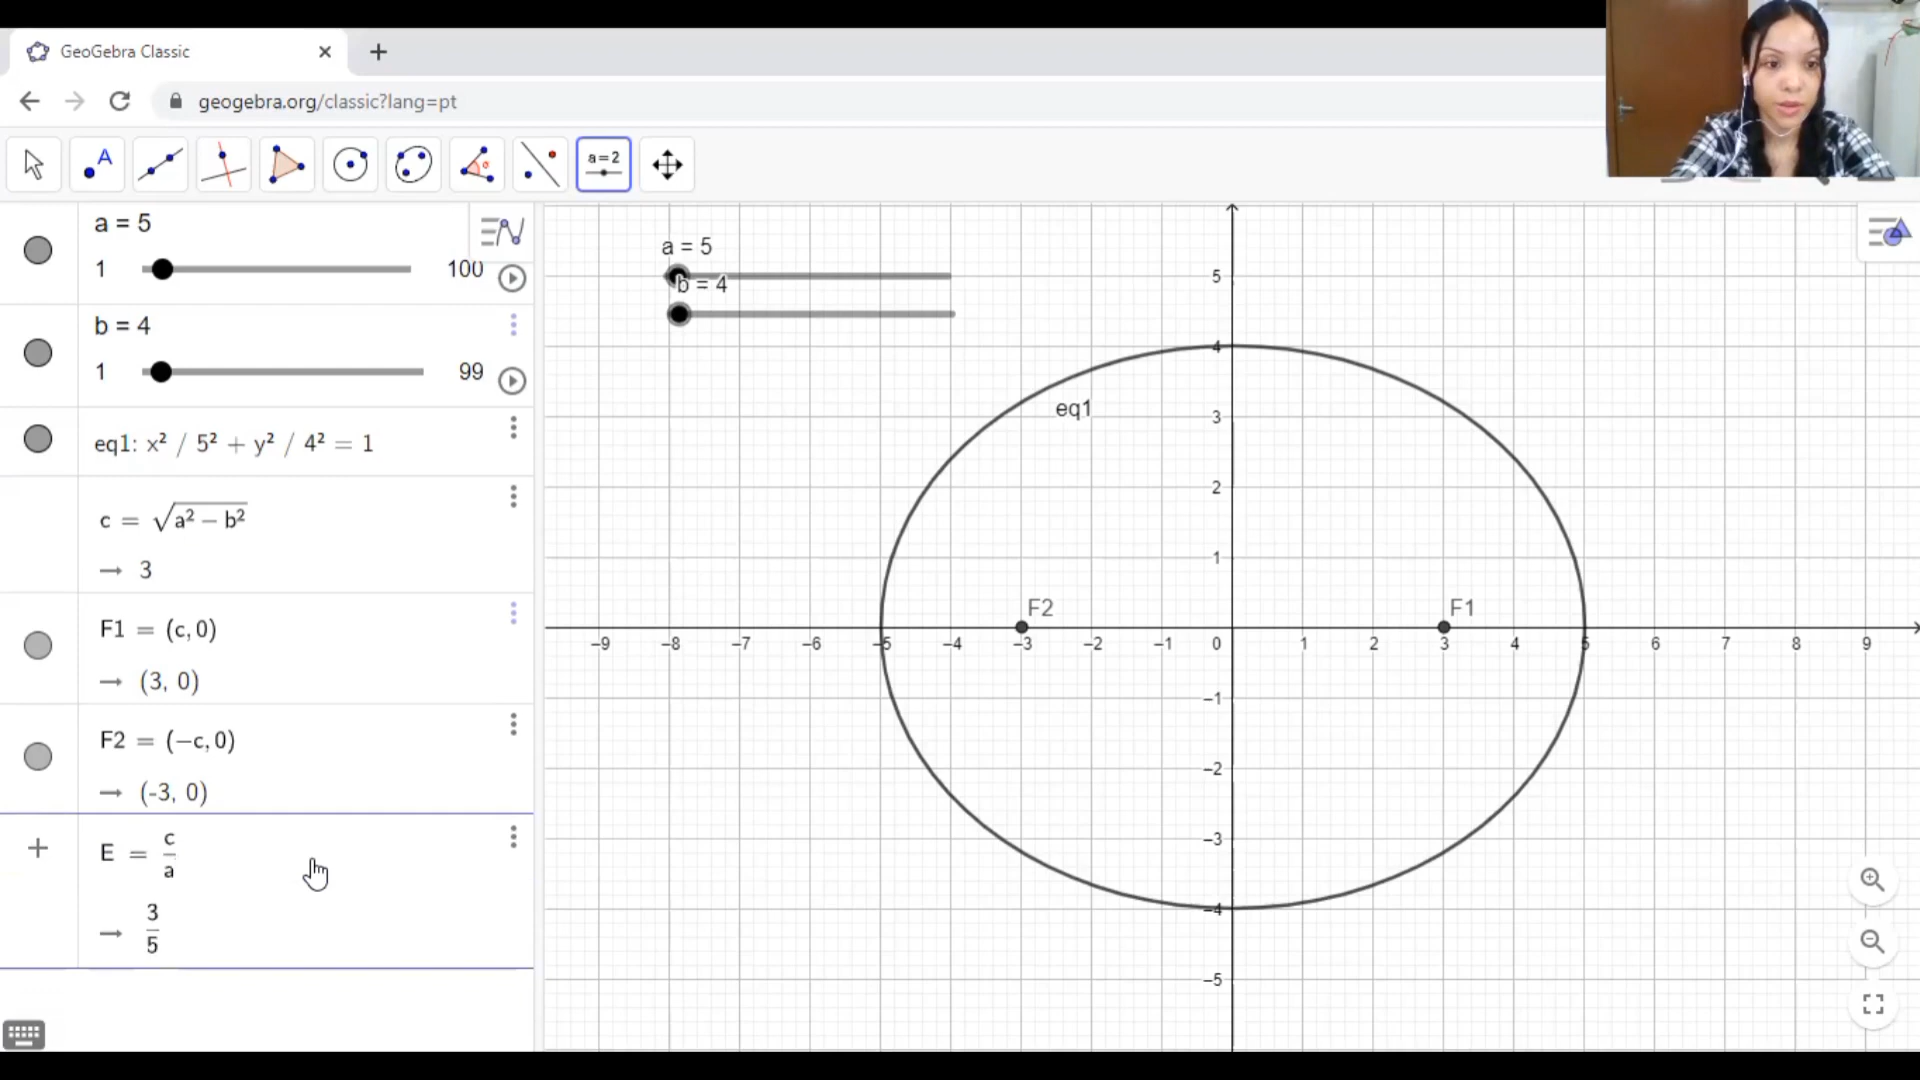 GeoGebra Classic
geogebra.org/classic?lang=pt
A
a=2
a = 5
1
100
b = 4
1
99
eq1: x² / 5² + y² / 4² = 1
c = √a² − b²
→ 3
F1 = (c, 0)
→ (3, 0)
F2 = (−c, 0)
→ (-3, 0)
E = c/a
→ 3/5
a = 5
b = 4
eq1
F2
F1
5
4
3
2
1
−9 −8 −7 −6 −5 −4 −3 −2 −1 0 1 2 3 4 5 6 7 8 9
−1
−2
−3
−4
−5